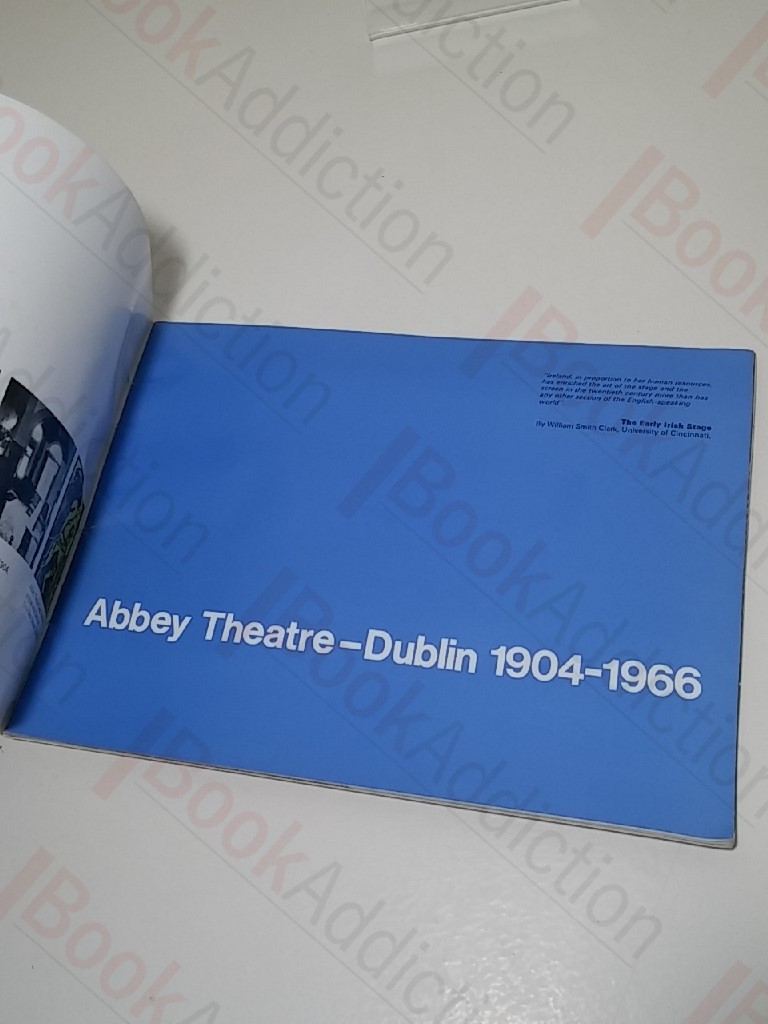 "Ireland, in proportion to her human resources,
has enriched the art of the stage and the
screen in the twentieth century more than has
any other section of the English-speaking
world"
The Early Irish Stage
By William Smith Clark, University of Cincinnati.
Abbey Theatre–Dublin 1904–1966
BookAddiction